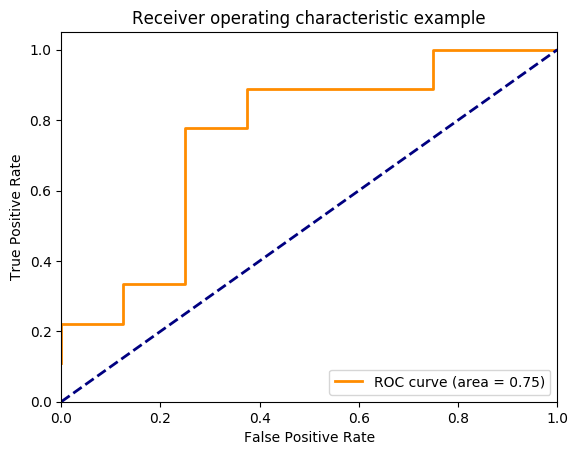 Receiver operating characteristic example
1.0
0.8
0.6
0.4
0.2
0.0
True Positive Rate
ROC curve (area = 0.75)
0.0 0.2 0.4 0.6 0.8 1.0
False Positive Rate